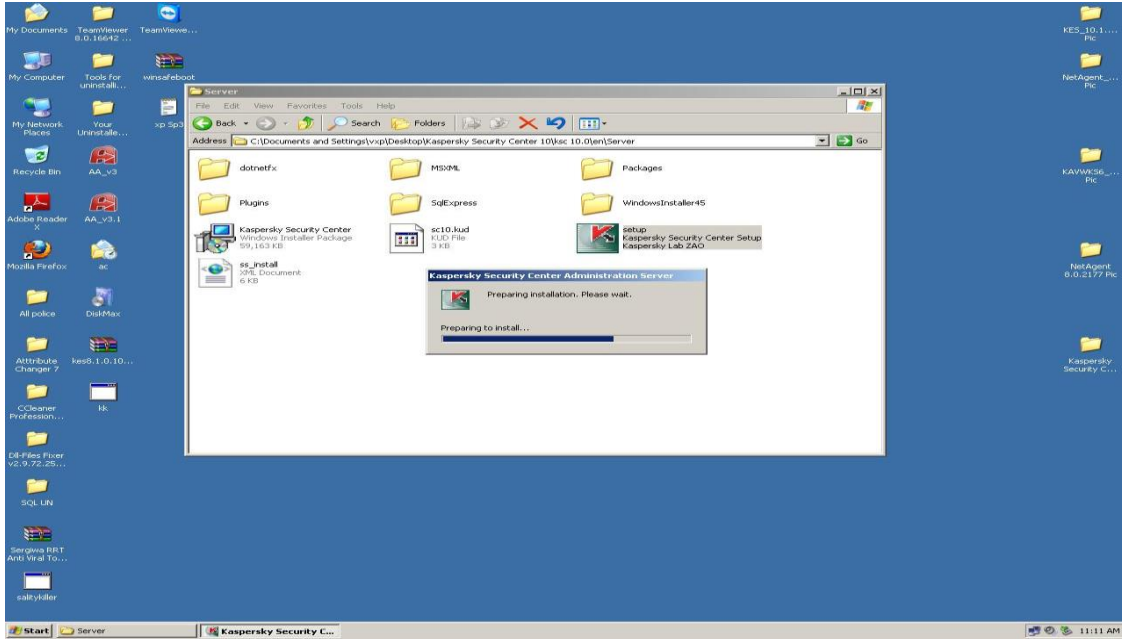 My Documents
TeamViewer
8.0.16642 ...
TeamViewe...
My Computer
Tools for
uninstalli...
winsafeboot
My Network
Places
Your
Uninstalle...
xp Sp3
Recycle Bin
AA_v3
Adobe Reader
X
AA_v3.1
Mozilla Firefox
ac
All police
DiskMax
Atttribute
Changer 7
kes8.1.0.10...
CCleaner
Profession...
kk
Dll-Files Fixer
v2.9.72.25...
SQL UN
Sergiwa RRT
Anti Viral To...
salitykiller
Server
File Edit View Favorites Tools Help
Back Search Folders
Address C:\Documents and Settings\vxp\Desktop\Kaspersky Security Center 10\ksc 10.0\en\Server Go
dotnetfx
MSXML
Packages
Plugins
SqlExpress
WindowsInstaller45
Kaspersky Security Center
Windows Installer Package
59,163 KB
sc10.kud
KUD File
3 KB
setup
Kaspersky Security Center Setup
Kaspersky Lab ZAO
ss_install
XML Document
6 KB
Kaspersky Security Center Administration Server
Preparing installation. Please wait.
Preparing to install...
KES_10.1....
Pic
NetAgent_...
Pic
KAVWKS6_...
Pic
NetAgent
8.0.2177 Pic
Kaspersky
Security C...
Start Server Kaspersky Security C... 11:11 AM